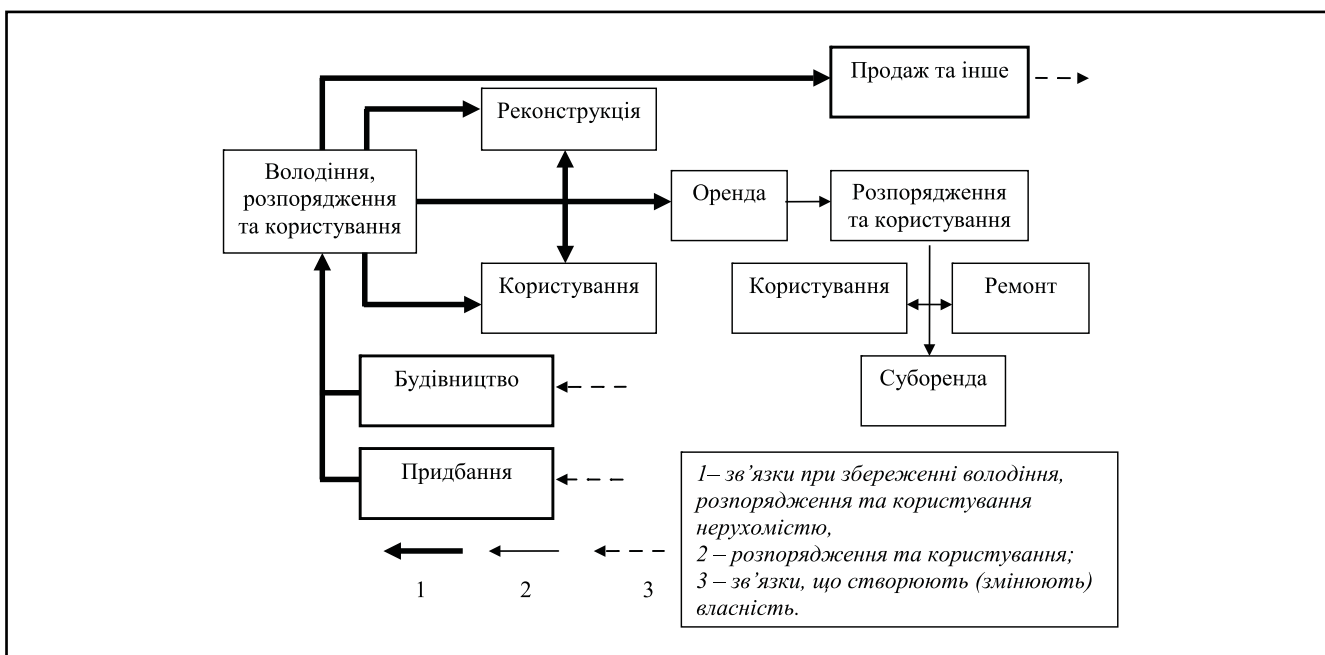 Продаж та інше
Реконструкція
Володіння,
розпорядження
та користування
Оренда
Розпорядження
та користування
Користування
Користування
Ремонт
Будівництво
Суборенда
Придбання
1– зв’язки при збереженні володіння,
розпорядження та користування
нерухомістю,
2 – розпорядження та користування;
3 – зв’язки, що створюють (змінюють)
власність.
1
2
3